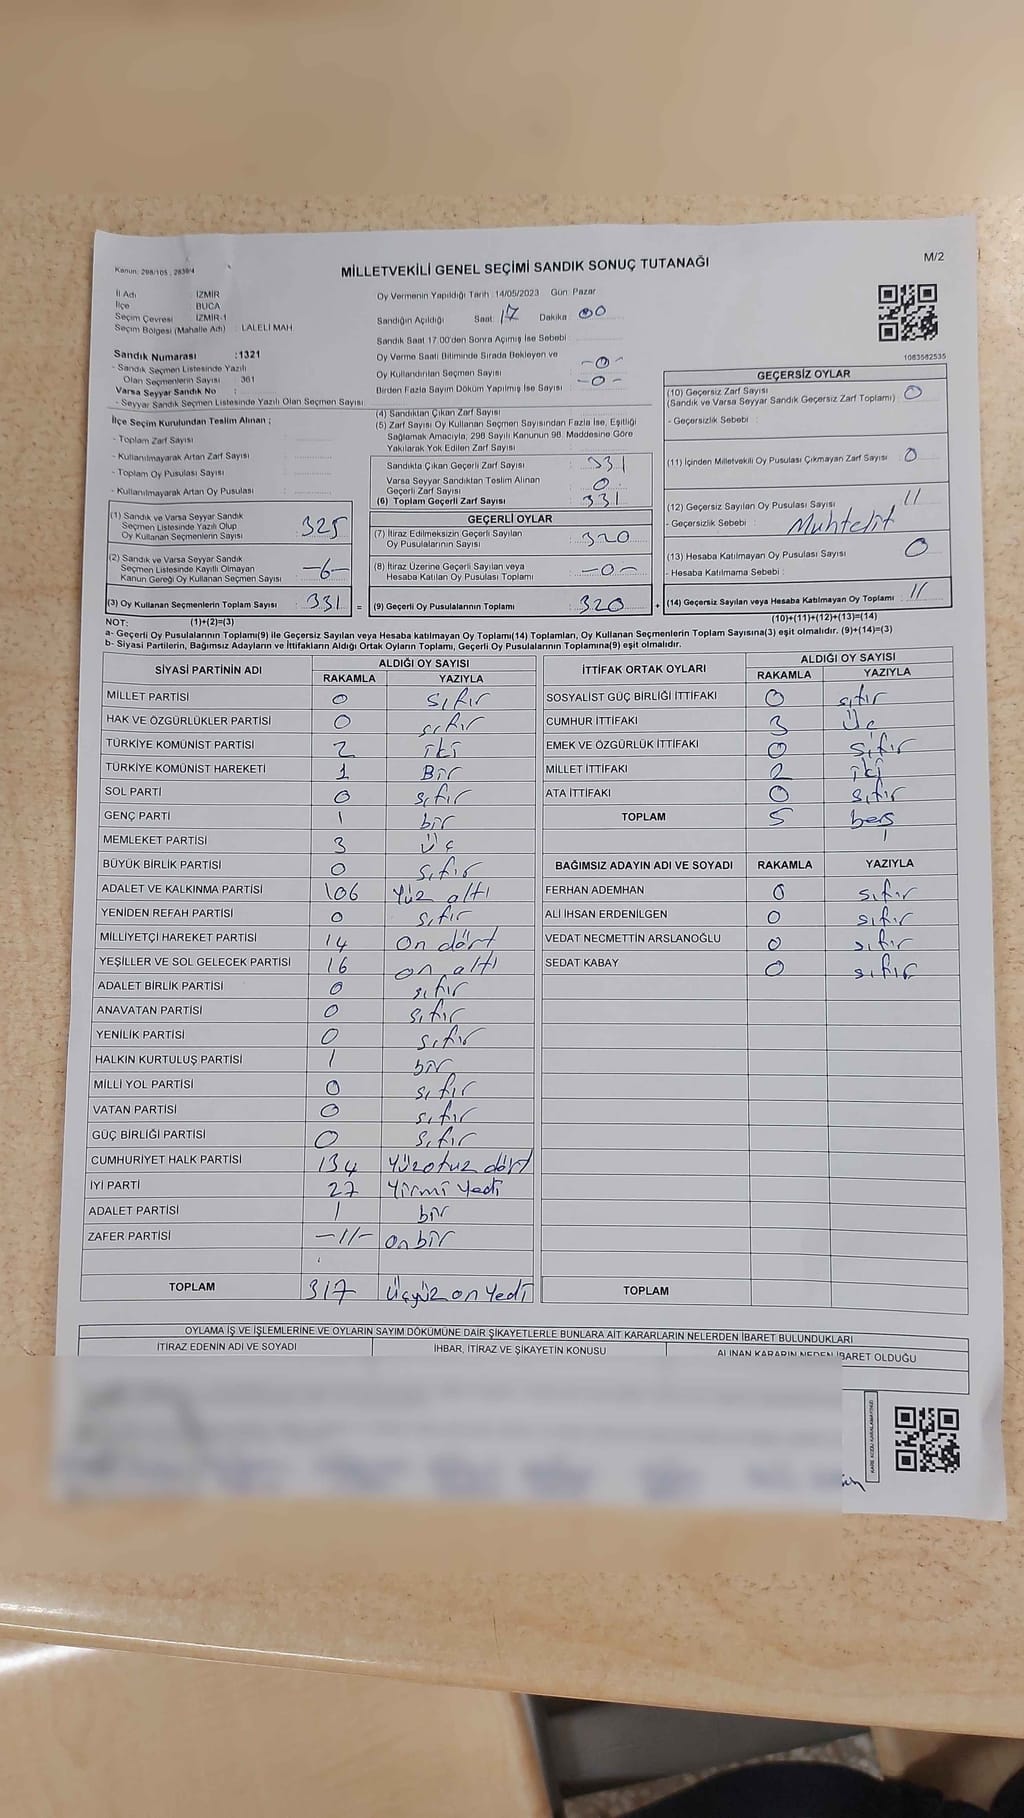 Kanun: 298/105 , 2839/4
MİLLETVEKİLİ GENEL SEÇİMİ SANDIK SONUÇ TUTANAĞI
M/2
İl Adı İZMİR
İlçe BUCA
Seçim Çevresi İZMİR-1
Seçim Bölgesi (Mahalle Adı) LALELİ MAH
Sandık Numarası :1321
- Sandık Seçmen Listesinde Yazılı
Olan Seçmenlerin Sayısı 361
Varsa Seyyar Sandık No :
- Seyyar Sandık Seçmen Listesinde Yazılı Olan Seçmen Sayısı:
İlçe Seçim Kurulundan Teslim Alınan ;
- Toplam Zarf Sayısı
- Kullanılmayarak Artan Zarf Sayısı
- Toplam Oy Pusulası Sayısı
- Kullanılmayarak Artan Oy Pusulası
(1) Sandık ve Varsa Seyyar Sandık
Seçmen Listesinde Yazılı Olup
Oy Kullanan Seçmenlerin Sayısı : 325
(2) Sandık ve Varsa Seyyar Sandık
Seçmen Listesinde Kayıtlı Olmayan
Kanun Gereği Oy Kullanan Seçmen Sayısı : -6-
(3) Oy Kullanan Seçmenlerin Toplam Sayısı : 331 =
Oy Vermenin Yapıldığı Tarih :14/05/2023 Gün: Pazar
Sandığın Açıldığı Saat: 17 Dakika: 00
Sandık Saat 17.00'den Sonra Açımış İse Sebebi :
Oy Verme Saati Bitiminde Sırada Bekleyen ve
Oy Kullandırılan Seçmen Sayısı : -0-
Birden Fazla Sayım Döküm Yapılmış İse Sayısı : -0-
(4) Sandıktan Çıkan Zarf Sayısı :
(5) Zarf Sayısı Oy Kullanan Seçmen Sayısından Fazla İse, Eşitliği
Sağlamak Amacıyla, 298 Sayılı Kanunun 98. Maddesine Göre
Yakılarak Yok Edilen Zarf Sayısı :
Sandıkta Çıkan Geçerli Zarf Sayısı : 331
Varsa Seyyar Sandıktan Teslim Alınan
Geçerli Zarf Sayısı : 0
(6) Toplam Geçerli Zarf Sayısı : 331
GEÇERLİ OYLAR
(7) İtiraz Edilmeksizin Geçerli Sayılan
Oy Pusulalarının Sayısı : 320
(8) İtiraz Üzerine Geçerli Sayılan veya
Hesaba Katılan Oy Pusulası Toplamı : -0-
(9) Geçerli Oy Pusulalarının Toplamı : 320 +
1083582535
GEÇERSİZ OYLAR
(10) Geçersiz Zarf Sayısı
(Sandık ve Varsa Seyyar Sandık Geçersiz Zarf Toplamı) : 0
- Geçersizlik Sebebi :
(11) İçinden Milletvekili Oy Pusulası Çıkmayan Zarf Sayısı : 0
(12) Geçersiz Sayılan Oy Pusulası Sayısı : 11
- Geçersizlik Sebebi : Muhtelit
(13) Hesaba Katılmayan Oy Pusulası Sayısı : 0
- Hesaba Katılmama Sebebi :
(14) Geçersiz Sayılan veya Hesaba Katılmayan Oy Toplamı : 11
NOT: (1)+(2)=(3)
(10)+(11)+(12)+(13)=(14)
a- Geçerli Oy Pusulalarının Toplamı(9) ile Geçersiz Sayılan veya Hesaba katılmayan Oy Toplamı(14) Toplamları, Oy Kullanan Seçmenlerin Toplam Sayısına(3) eşit olmalıdır. (9)+(14)=(3)
b- Siyasi Partilerin, Bağımsız Adayların ve İttifakların Aldığı Ortak Oyların Toplamı, Geçerli Oy Pusulalarının Toplamına(9) eşit olmalıdır.
SİYASİ PARTİNİN ADI ALDIĞI OY SAYISI
RAKAMLA YAZIYLA
MİLLET PARTİSİ 0 sıfır
HAK VE ÖZGÜRLÜKLER PARTİSİ 0 sıfır
TÜRKİYE KOMÜNİST PARTİSİ 2 iki
TÜRKİYE KOMÜNİST HAREKETİ 1 Bir
SOL PARTİ 0 sıfır
GENÇ PARTİ 1 bir
MEMLEKET PARTİSİ 3 Üç
BÜYÜK BİRLİK PARTİSİ 0 sıfır
ADALET VE KALKINMA PARTİSİ 106 Yüz altı
YENİDEN REFAH PARTİSİ 0 sıfır
MİLLİYETÇİ HAREKET PARTİSİ 14 on dört
YEŞİLLER VE SOL GELECEK PARTİSİ 16 on altı
ADALET BİRLİK PARTİSİ 0 sıfır
ANAVATAN PARTİSİ 0 sıfır
YENİLİK PARTİSİ 0 sıfır
HALKIN KURTULUŞ PARTİSİ 1 bir
MİLLİ YOL PARTİSİ 0 sıfır
VATAN PARTİSİ 0 sıfır
GÜÇ BİRLİĞİ PARTİSİ 0 sıfır
CUMHURİYET HALK PARTİSİ 134 Yüzotuz dört
İYİ PARTİ 27 Yirmi Yedi
ADALET PARTİSİ 1 bir
ZAFER PARTİSİ -11- on bir
TOPLAM 317 Üçyüz on Yedi
İTTİFAK ORTAK OYLARI ALDIĞI OY SAYISI
RAKAMLA YAZIYLA
SOSYALİST GÜÇ BİRLİĞİ İTTİFAKI 0 sıfır
CUMHUR İTTİFAKI 3 Üç
EMEK VE ÖZGÜRLÜK İTTİFAKI 0 sıfır
MİLLET İTTİFAKI 2 iki
ATA İTTİFAKI 0 sıfır
TOPLAM 5 beş
BAĞIMSIZ ADAYIN ADI VE SOYADI RAKAMLA YAZIYLA
FERHAN ADEMHAN 0 sıfır
ALİ İHSAN ERDENİLGEN 0 sıfır
VEDAT NECMETTİN ARSLANOĞLU 0 sıfır
SEDAT KABAY 0 sıfır
TOPLAM
OYLAMA İŞ VE İŞLEMLERİNE VE OYLARIN SAYIM DÖKÜMÜNE DAİR ŞİKAYETLERLE BUNLARA AİT KARARLARIN NELERDEN İBARET BULUNDUKLARI
İTİRAZ EDENİN ADI VE SOYADI İHBAR, İTİRAZ VE ŞİKAYETİN KONUSU ALINAN KARARIN NEDEN İBARET OLDUĞU
KARE KODU KARALAMAYINIZ!